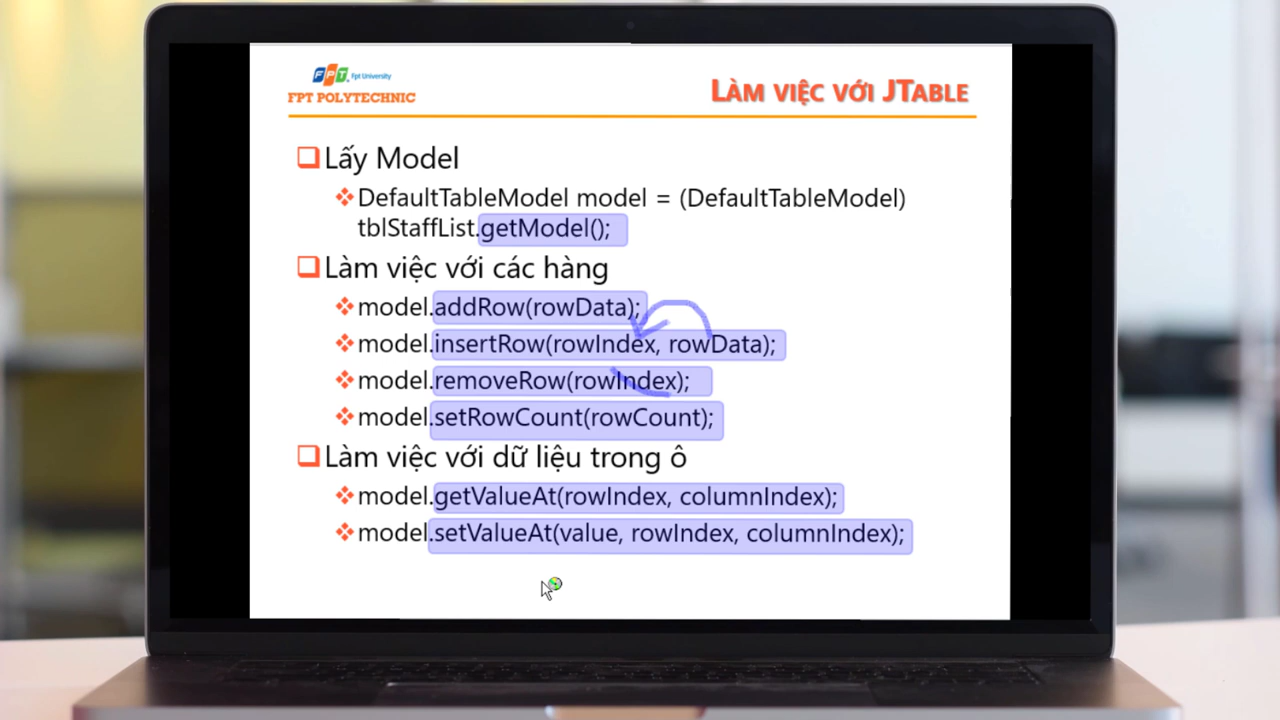 FPT. Fpt University
FPT POLYTECHNIC
LÀM VIỆC VỚI JTABLE
Lấy Model
DefaultTableModel model = (DefaultTableModel)
tblStaffList.getModel();
Làm việc với các hàng
model.addRow(rowData);
model.insertRow(rowIndex, rowData);
model.removeRow(rowIndex);
model.setRowCount(rowCount);
Làm việc với dữ liệu trong ô
model.getValueAt(rowIndex, columnIndex);
model.setValueAt(value, rowIndex, columnIndex);